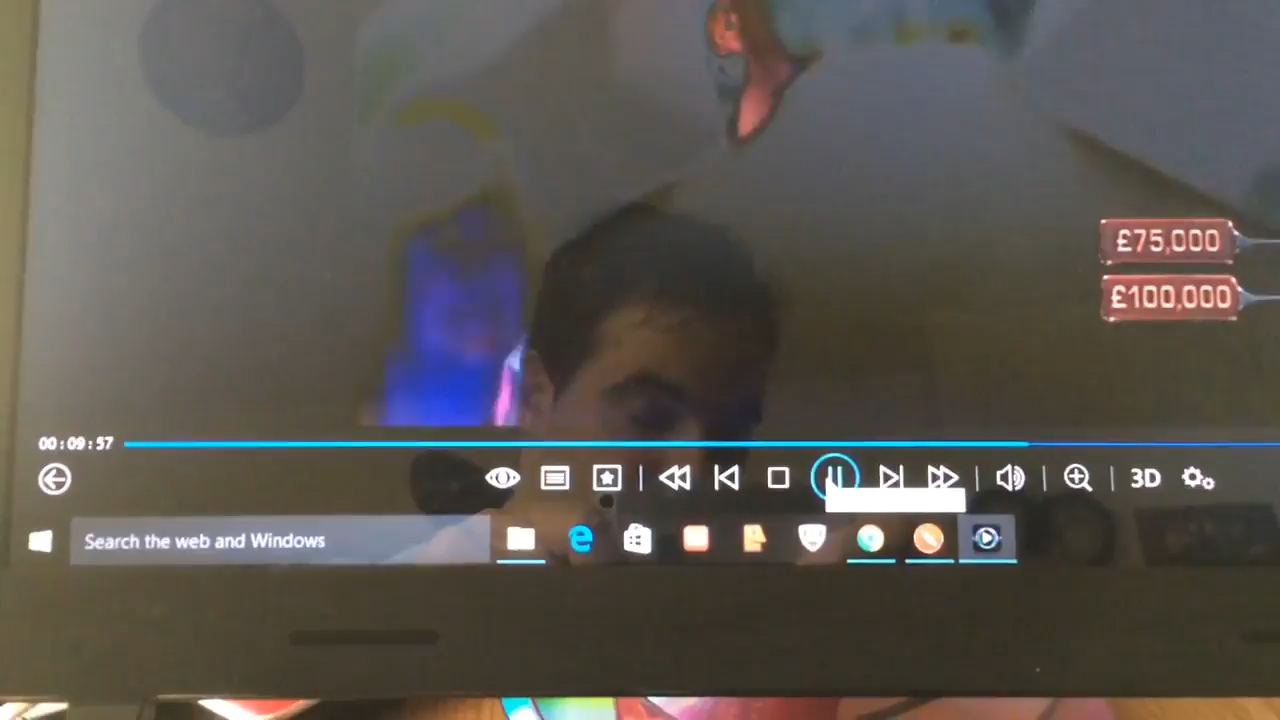 £75,000
£100,000
00:09:57
3D
Search the web and Windows